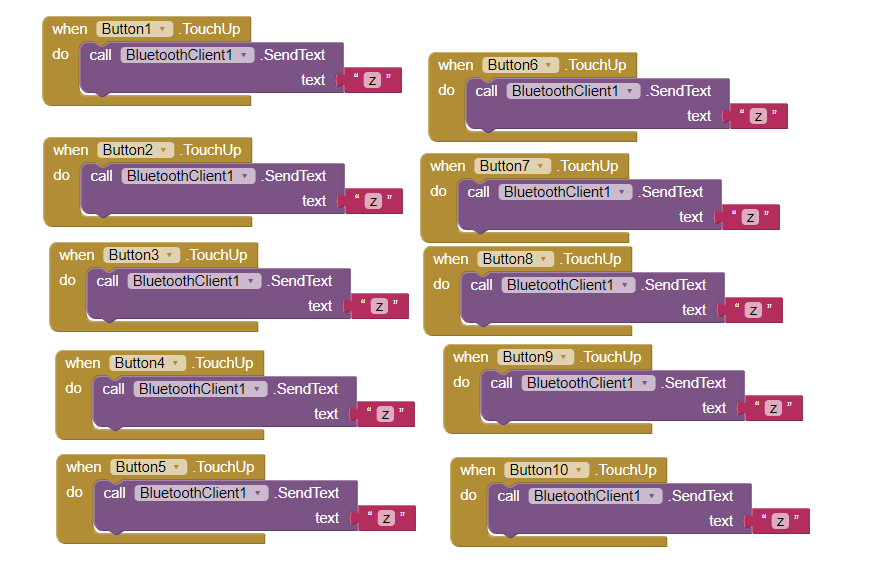 when Button1 .TouchUp
do call BluetoothClient1 .SendText
text “ z ”
when Button2 .TouchUp
do call BluetoothClient1 .SendText
text “ z ”
when Button3 .TouchUp
do call BluetoothClient1 .SendText
text “ z ”
when Button4 .TouchUp
do call BluetoothClient1 .SendText
text “ z ”
when Button5 .TouchUp
do call BluetoothClient1 .SendText
text “ z ”
when Button6 .TouchUp
do call BluetoothClient1 .SendText
text “ z ”
when Button7 .TouchUp
do call BluetoothClient1 .SendText
text “ z ”
when Button8 .TouchUp
do call BluetoothClient1 .SendText
text “ z ”
when Button9 .TouchUp
do call BluetoothClient1 .SendText
text “ z ”
when Button10 .TouchUp
do call BluetoothClient1 .SendText
text “ z ”